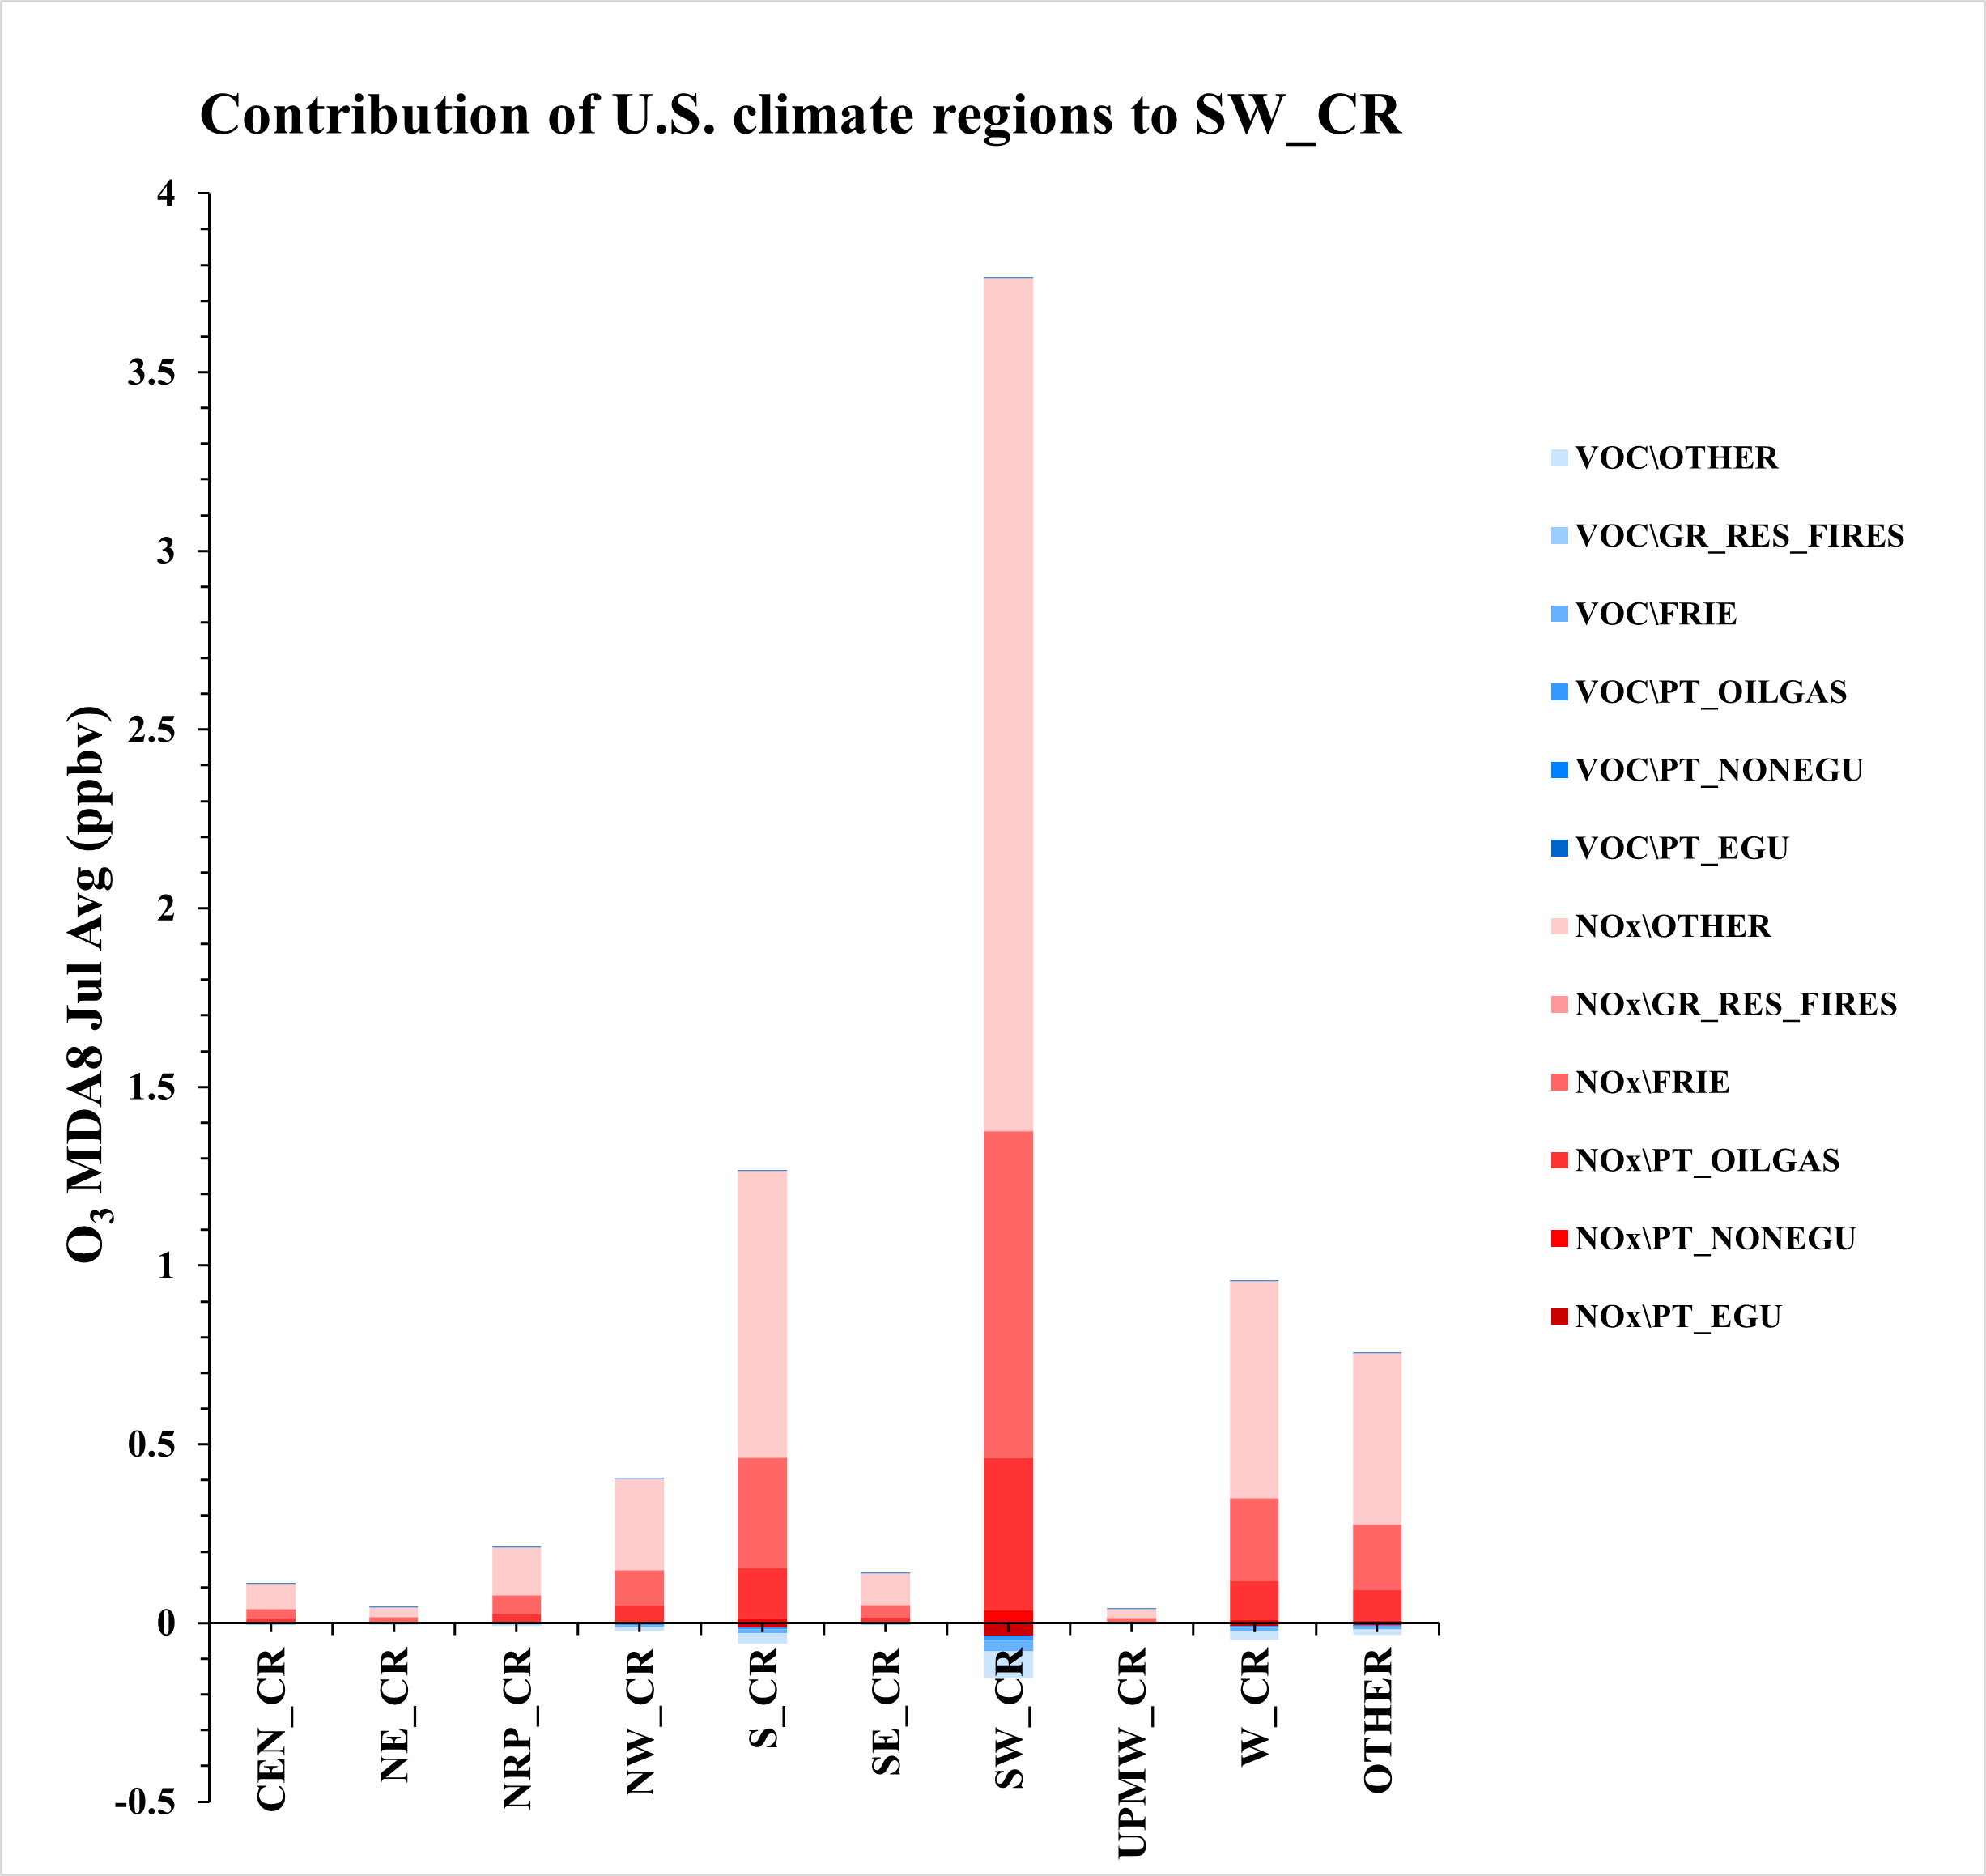 Contribution of U.S. climate regions to SW_CR
O3 MDA8 Jul Avg (ppbv)
4
3.5
3
2.5
2
1.5
1
0.5
0
-0.5
CEN_CR
NE_CR
NRP_CR
NW_CR
S_CR
SE_CR
SW_CR
UPMW_CR
W_CR
OTHER
VOC\OTHER
VOC\GR_RES_FIRES
VOC\FRIE
VOC\PT_OILGAS
VOC\PT_NONEGU
VOC\PT_EGU
NOx\OTHER
NOx\GR_RES_FIRES
NOx\FRIE
NOx\PT_OILGAS
NOx\PT_NONEGU
NOx\PT_EGU